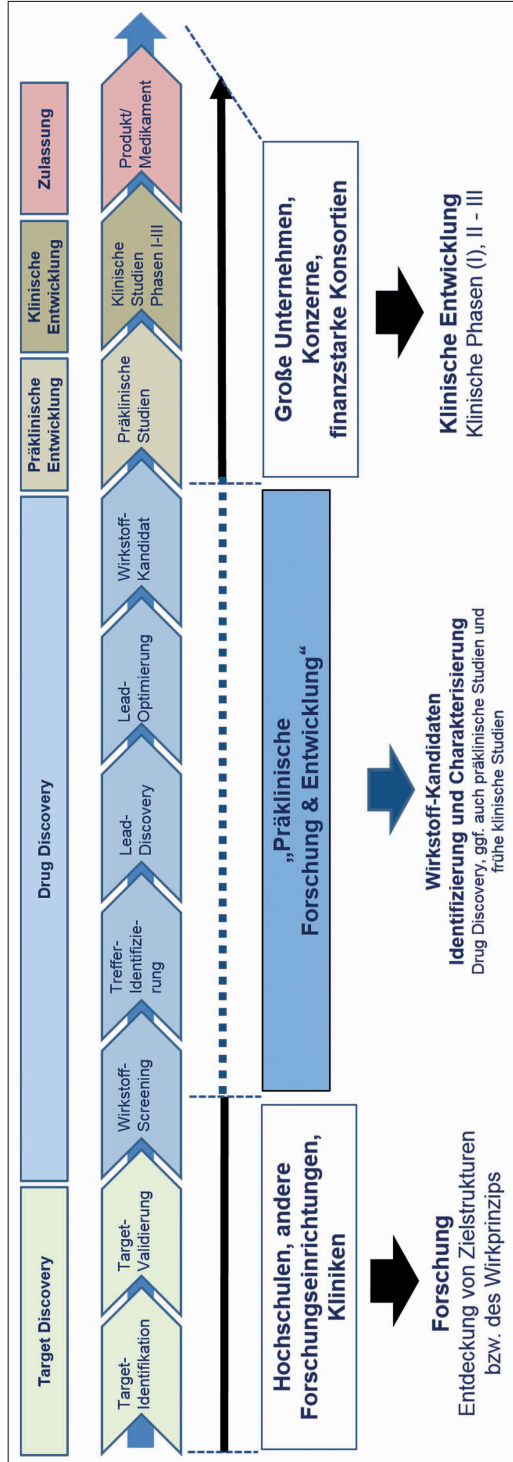 Target Discovery
Drug Discovery
Präklinische
Entwicklung
Klinische
Entwicklung
Zulassung
Target-
Identifikation
Target-
Validierung
Wirkstoff-
Screening
Treffer-
Identifizie-
rung
Lead-
Discovery
Lead-
Optimierung
Wirkstoff-
Kandidat
Präklinische
Studien
Klinische
Studien
Phasen I-III
Produkt/
Medikament
Hochschulen, andere
Forschungseinrichtungen,
Kliniken
„Präklinische
Forschung & Entwicklung“
Große Unternehmen,
Konzerne,
finanzstarke Konsortien
Forschung
Entdeckung von Zielstrukturen
bzw. des Wirkprinzips
Wirkstoff-Kandidaten
Identifizierung und Charakterisierung
Drug Discovery, ggf. auch präklinische Studien und
frühe klinische Studien
Klinische Entwicklung
Klinische Phasen (I), II - III